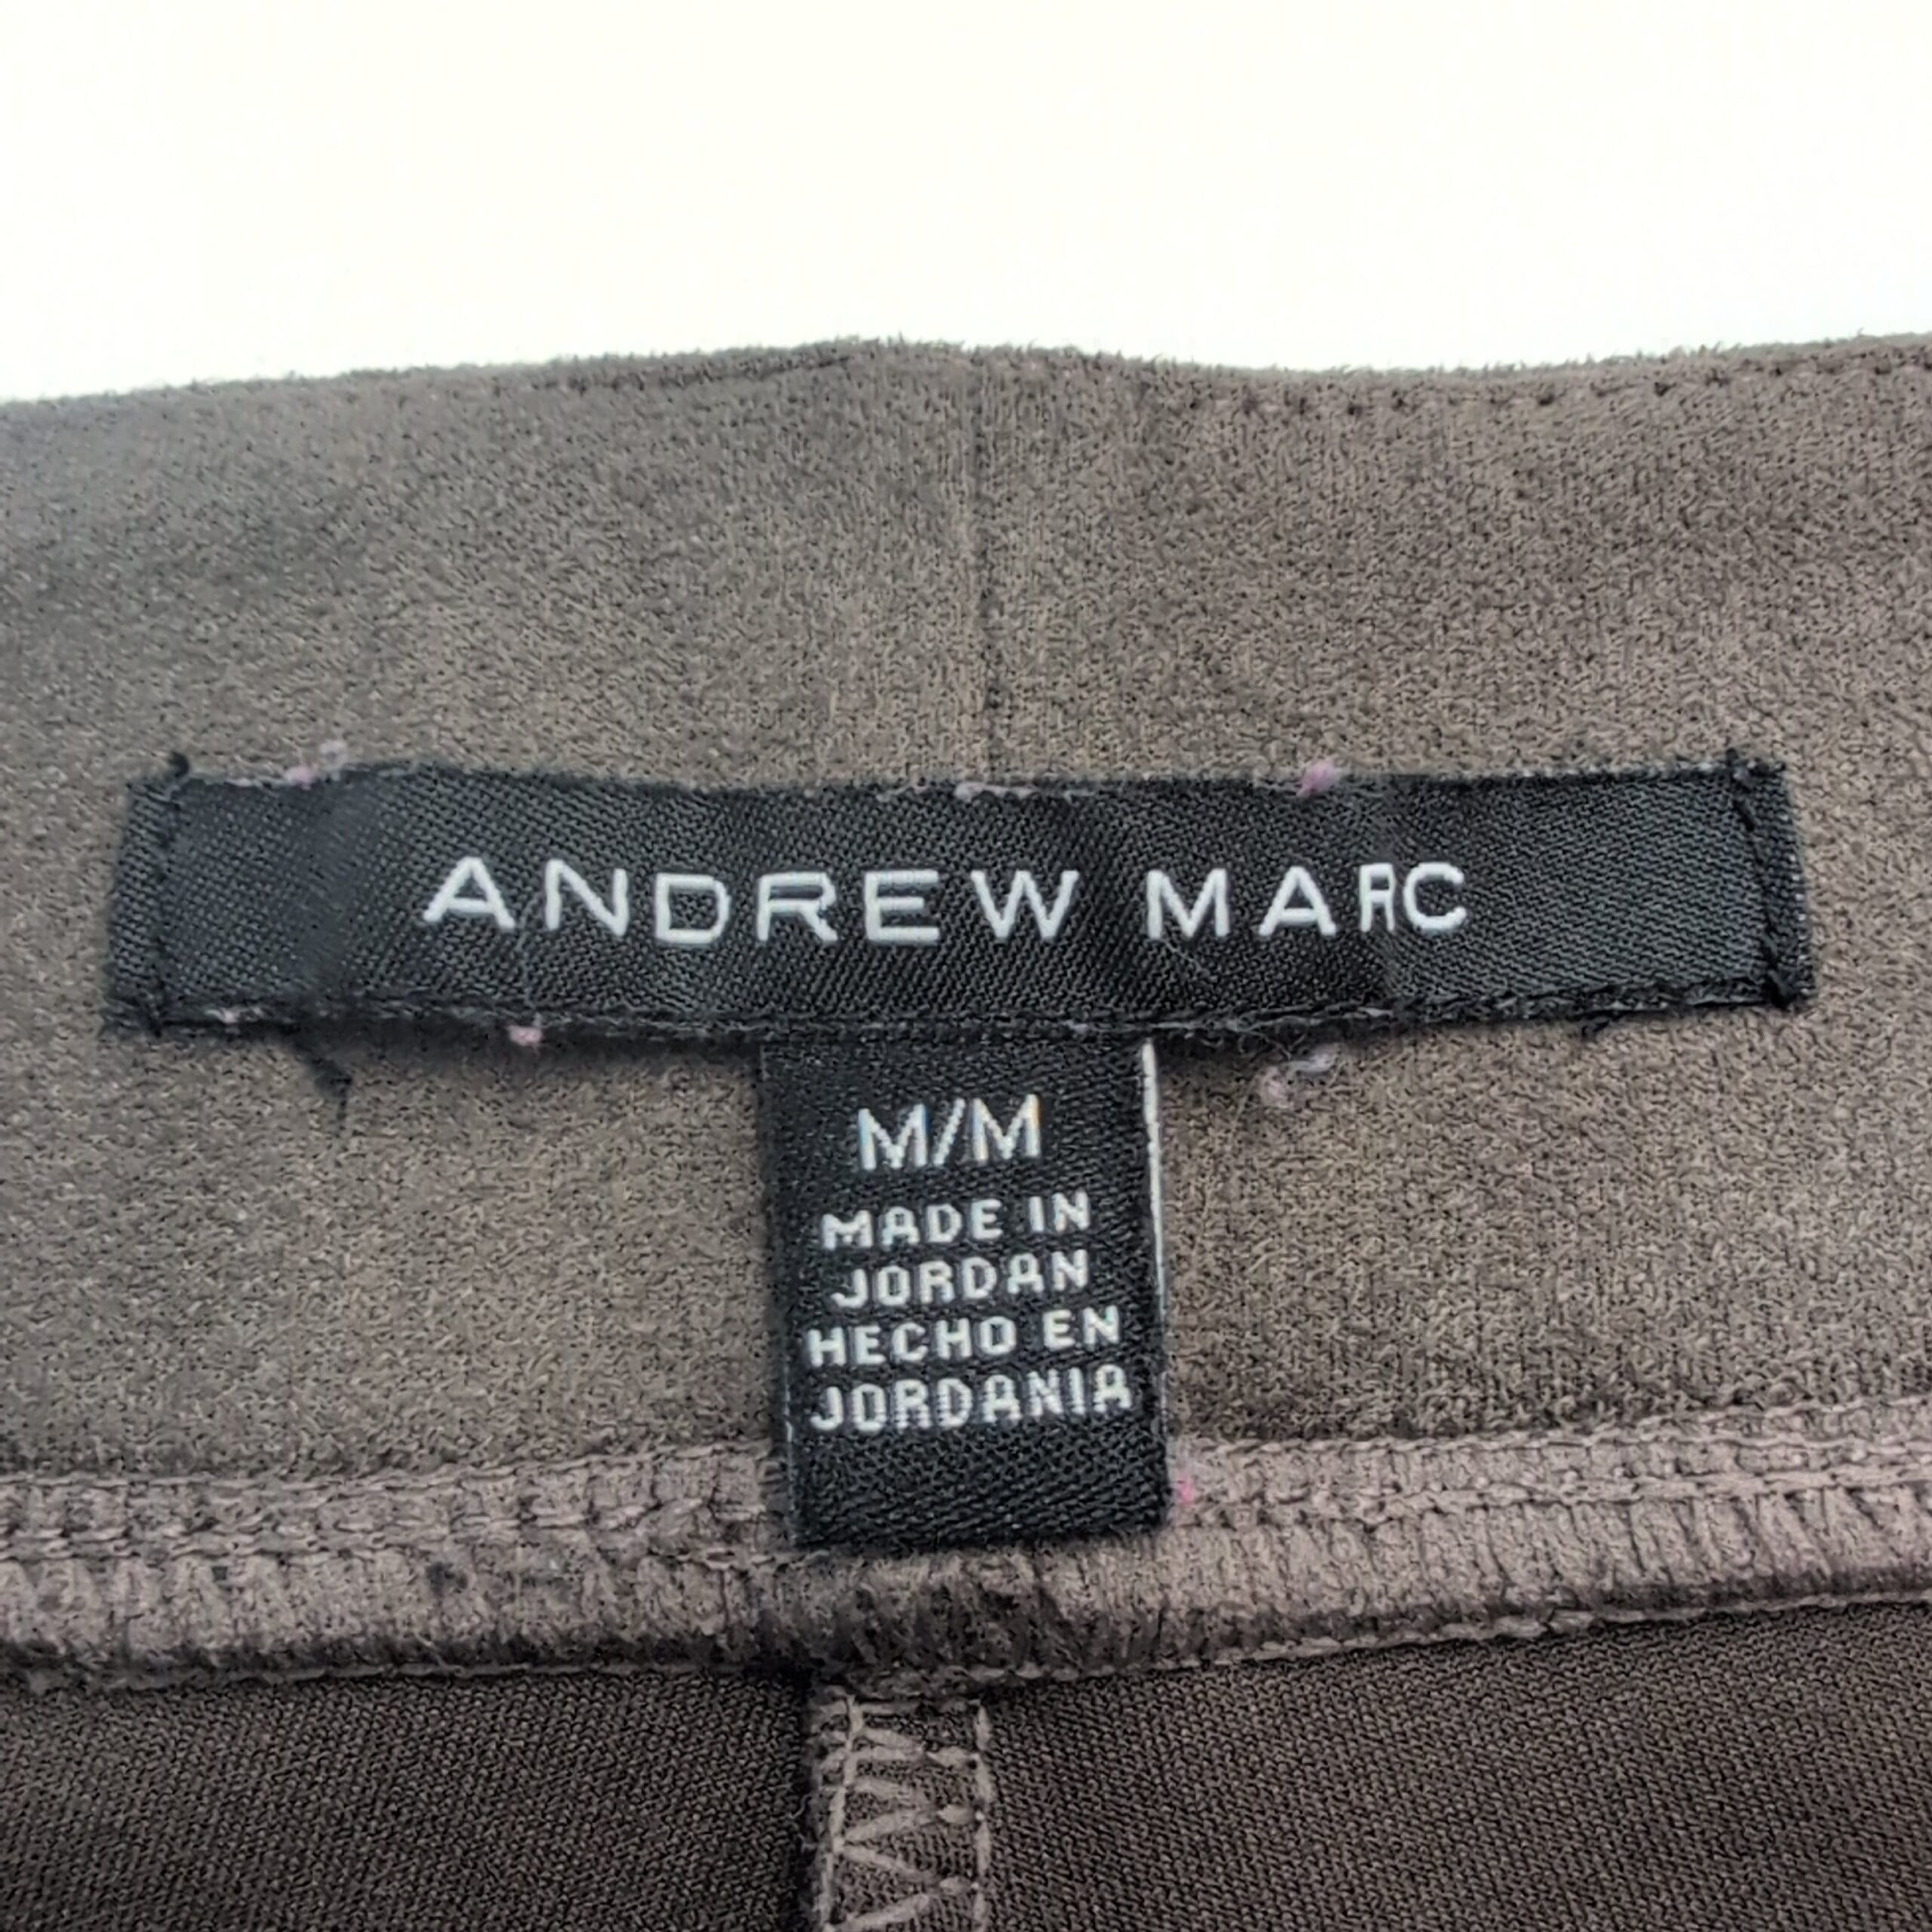 ANDREW MARC
M/M
MADE IN
JORDAN
HECHO EN
JORDANIA